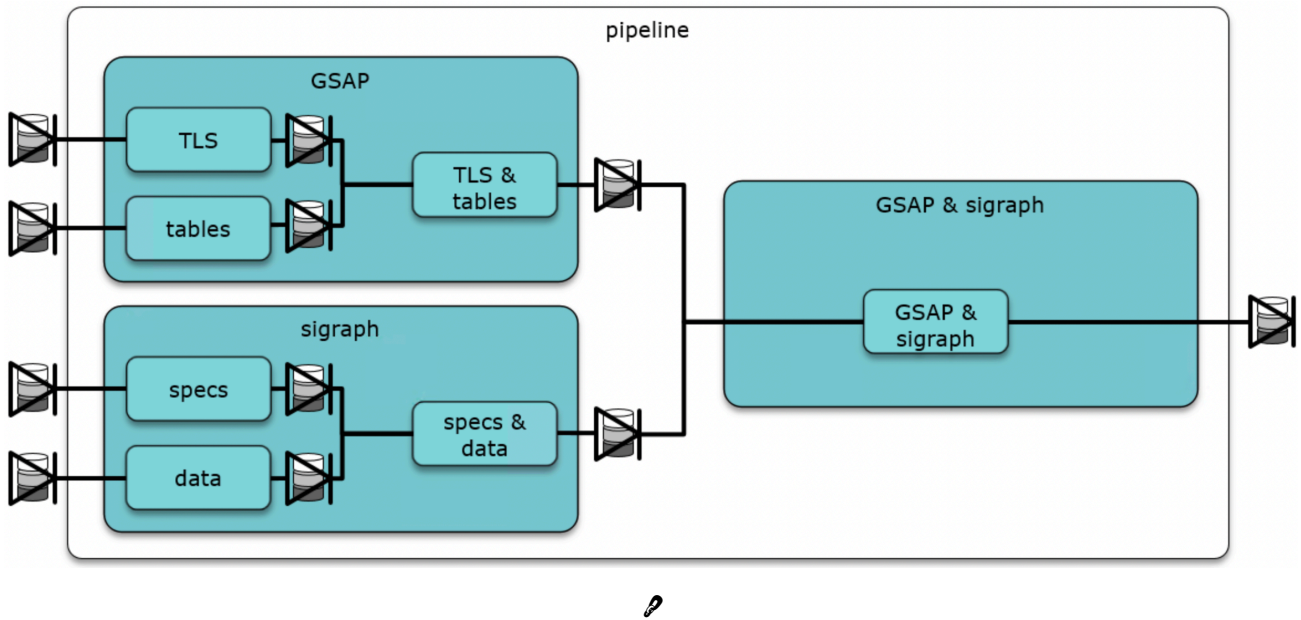 pipeline
GSAP
TLS
tables
TLS &
tables
sigraph
specs
data
specs &
data
GSAP & sigraph
GSAP &
sigraph